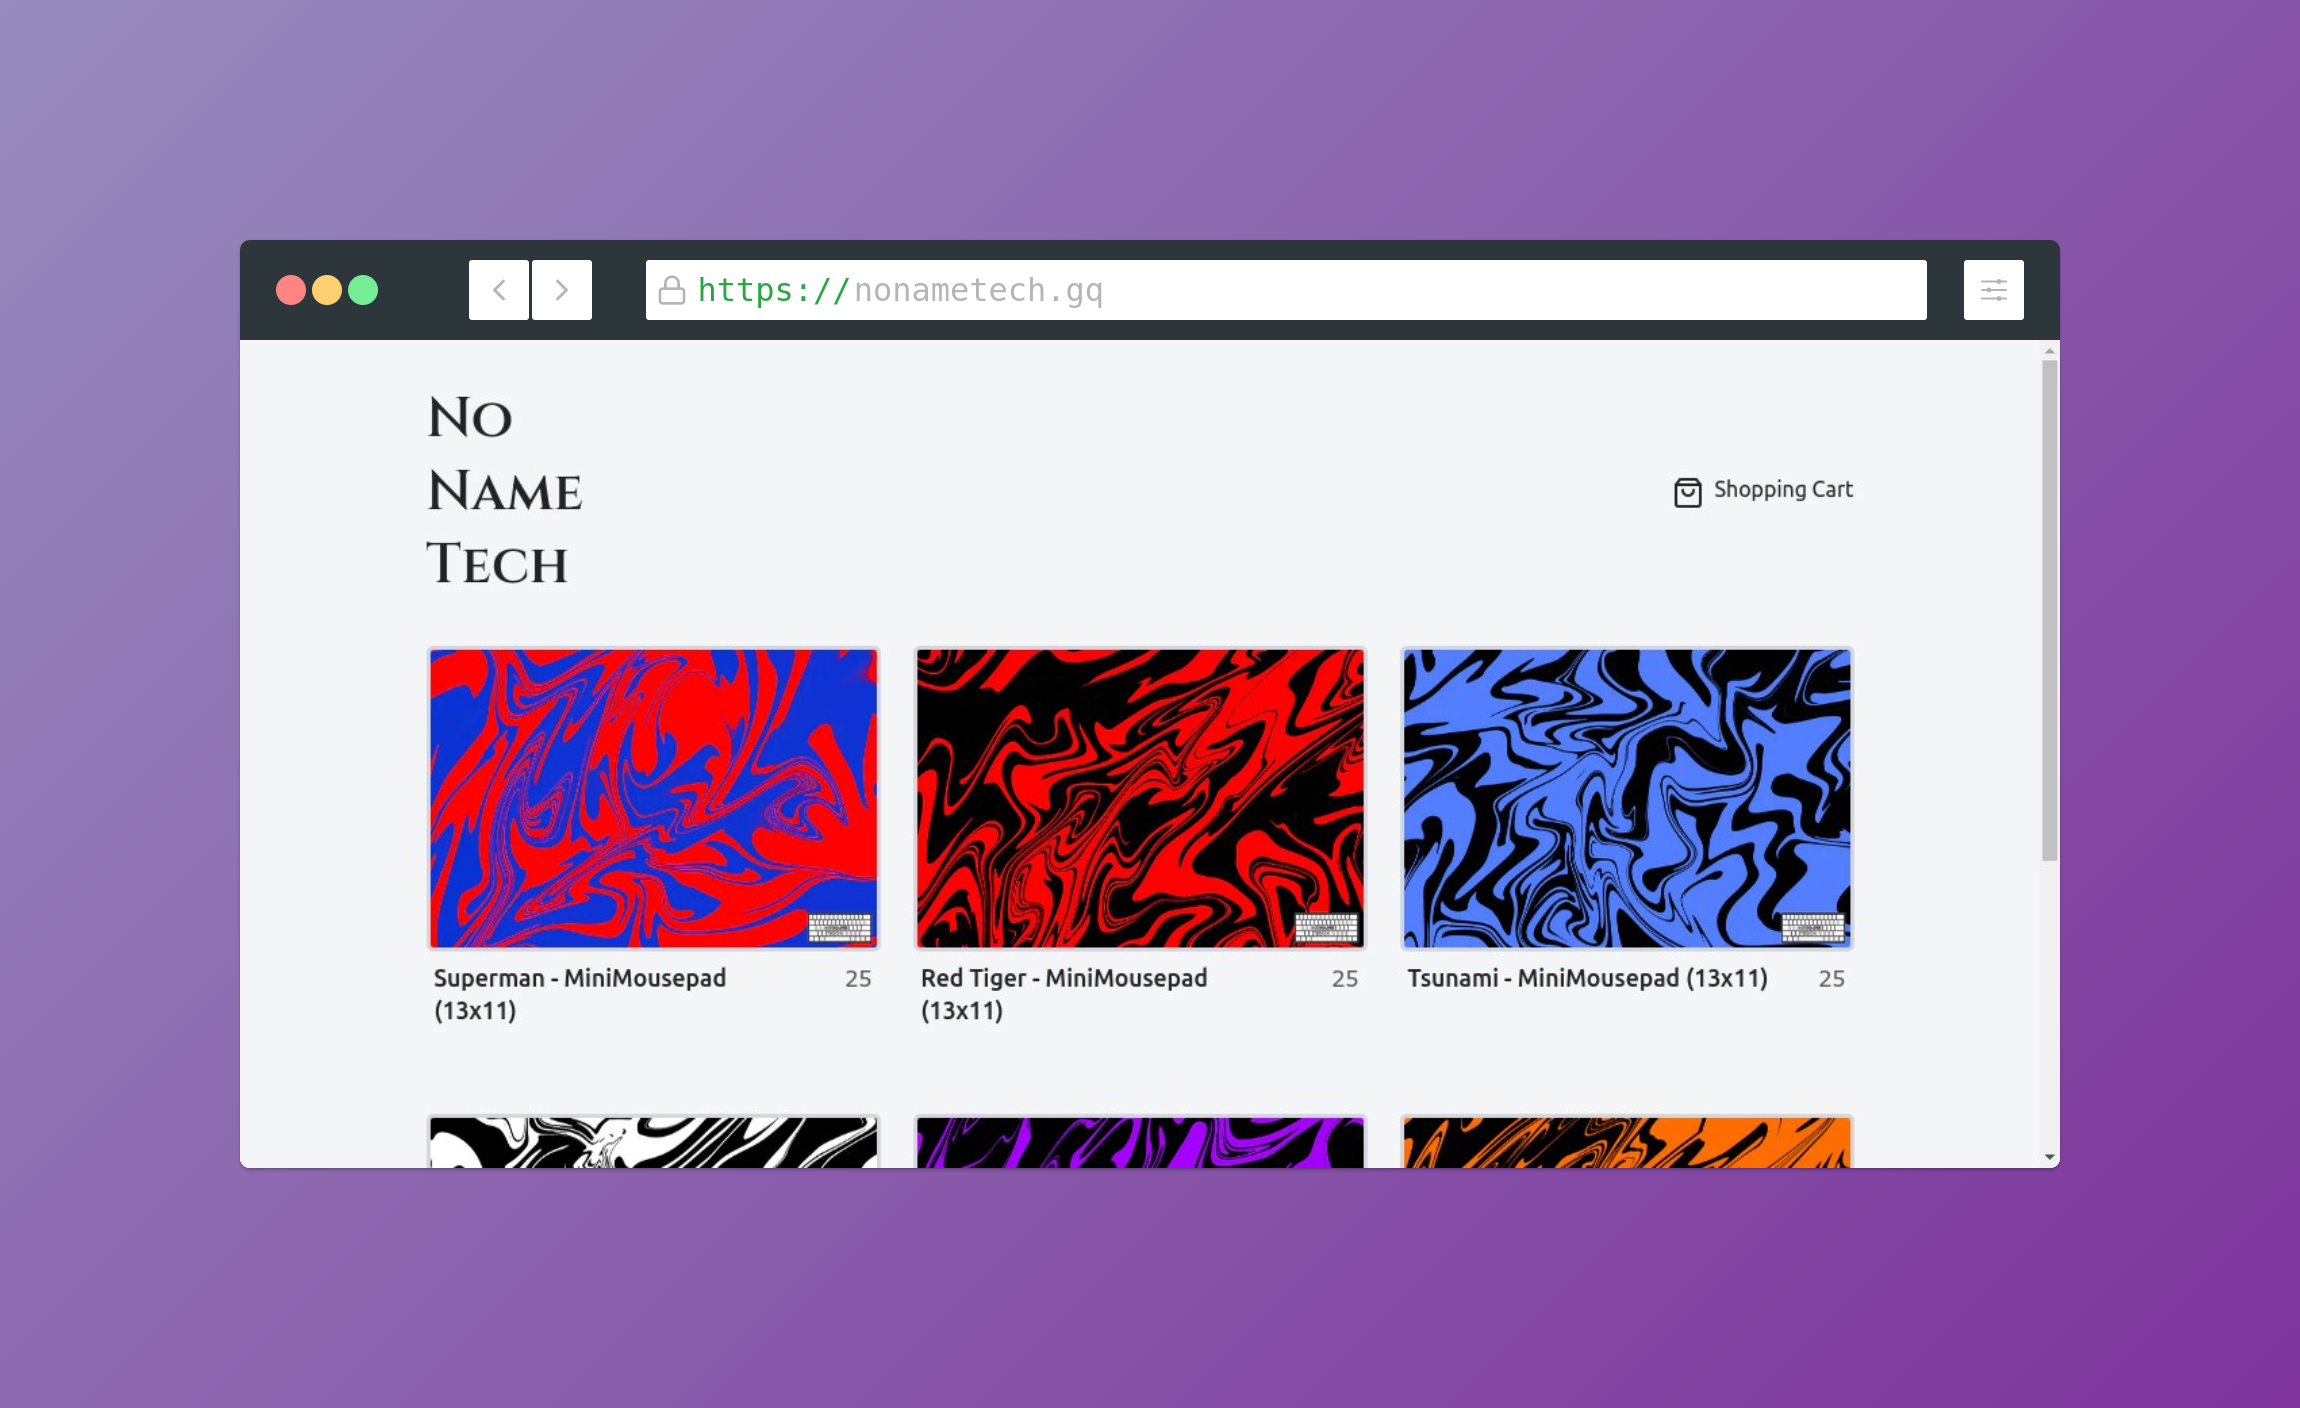 https://nonametech.gq
No
Name
Tech
Shopping Cart
Superman - MiniMousepad 25
(13x11)
Red Tiger - MiniMousepad 25
(13x11)
Tsunami - MiniMousepad (13x11) 25